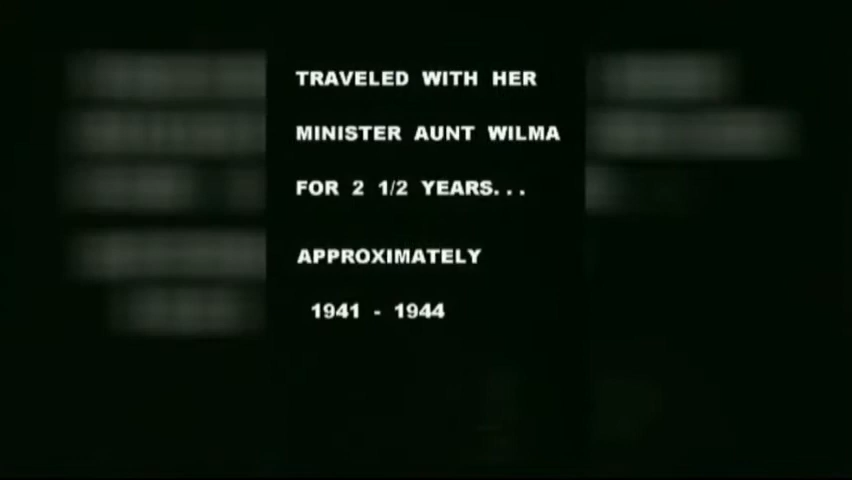 TRAVELED WITH HER
MINISTER AUNT WILMA
FOR 2 1/2 YEARS...
APPROXIMATELY
1941 - 1944